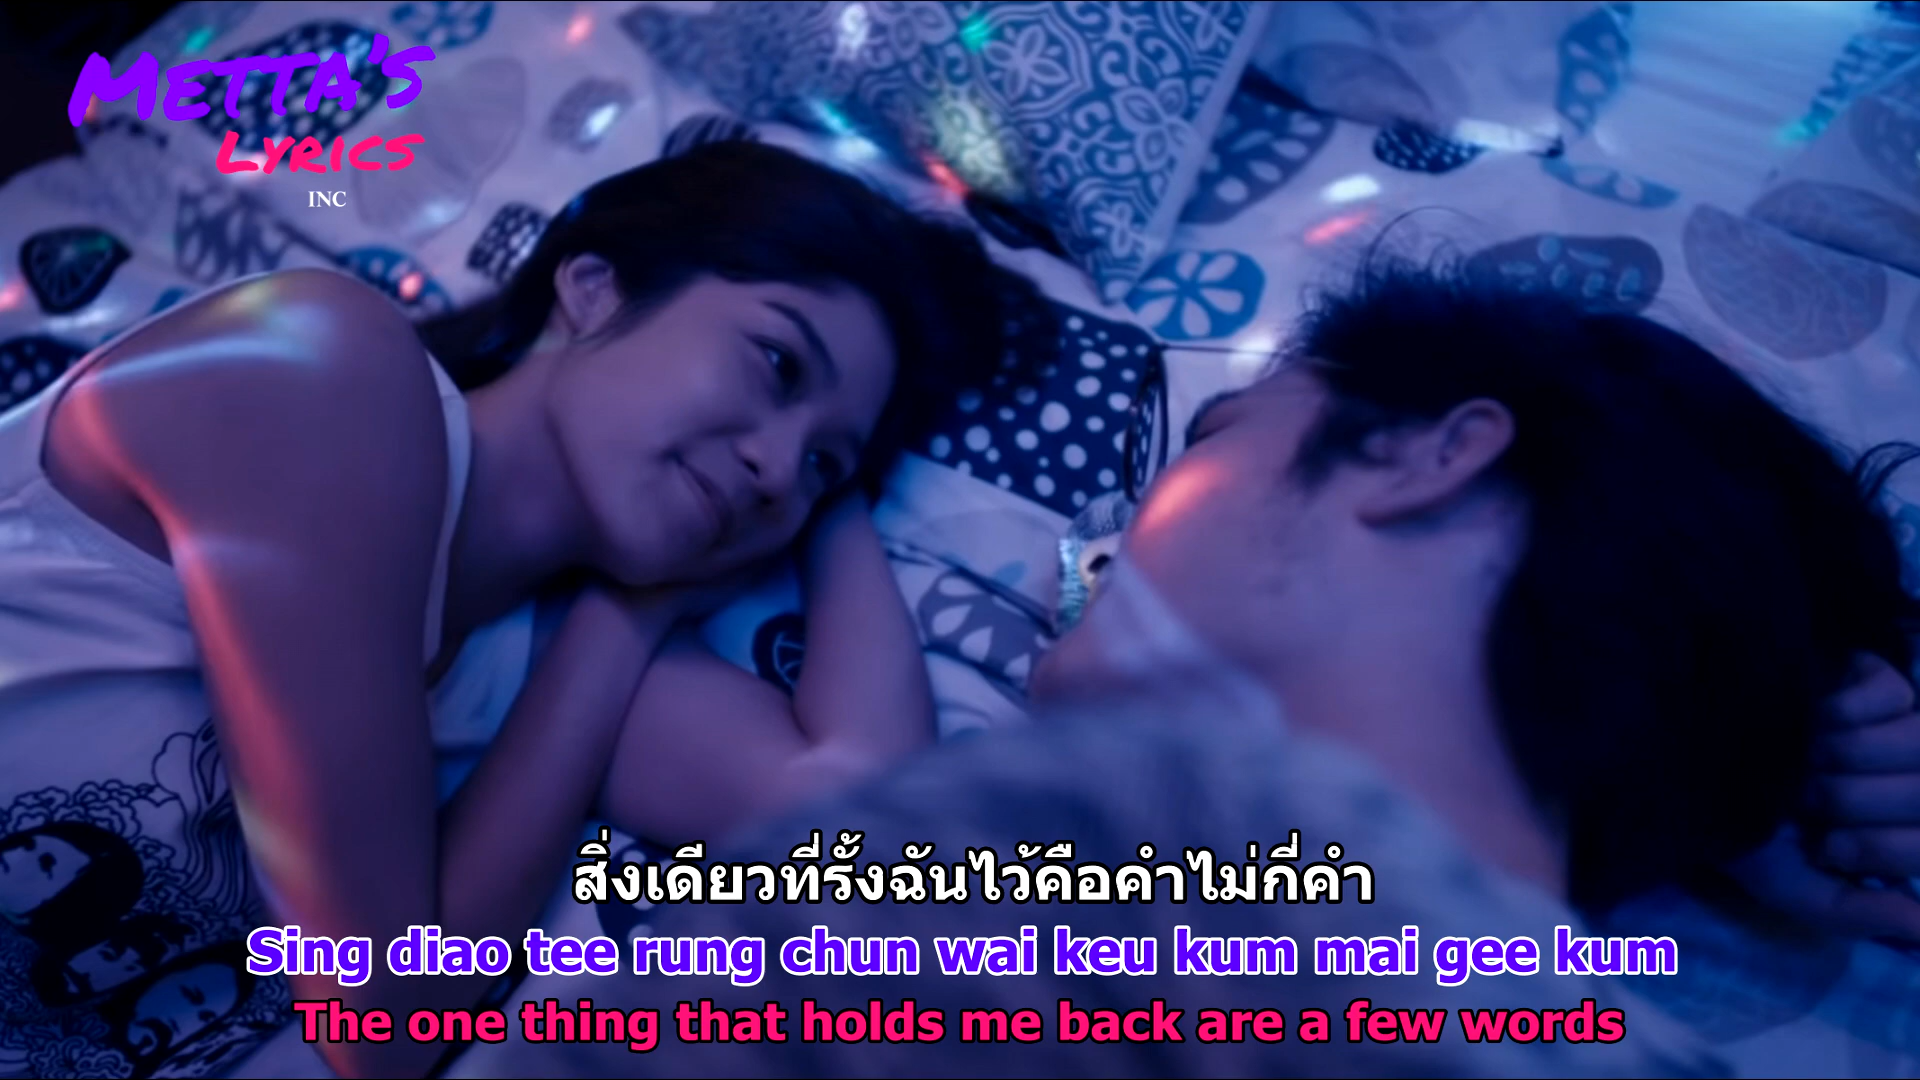 METTA'S
LYRICS
INC
สิ่งเดียวที่รั้งฉันไว้คือคำไม่กี่คำ
Sing diao tee rung chun wai keu kum mai gee kum
The one thing that holds me back are a few words